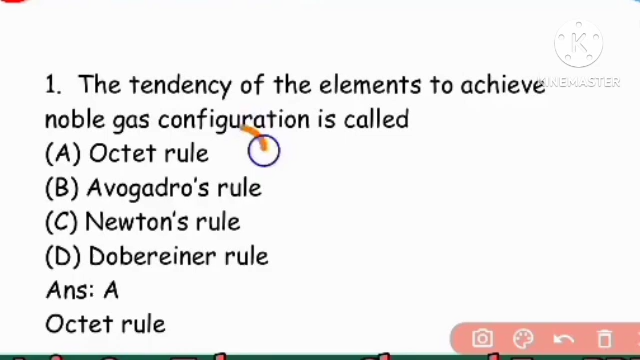 K
KINEMASTER
1. The tendency of the elements to achieve
noble gas configuration is called
(A) Octet rule
(B) Avogadro's rule
(C) Newton's rule
(D) Dobereiner rule
Ans: A
Octet rule